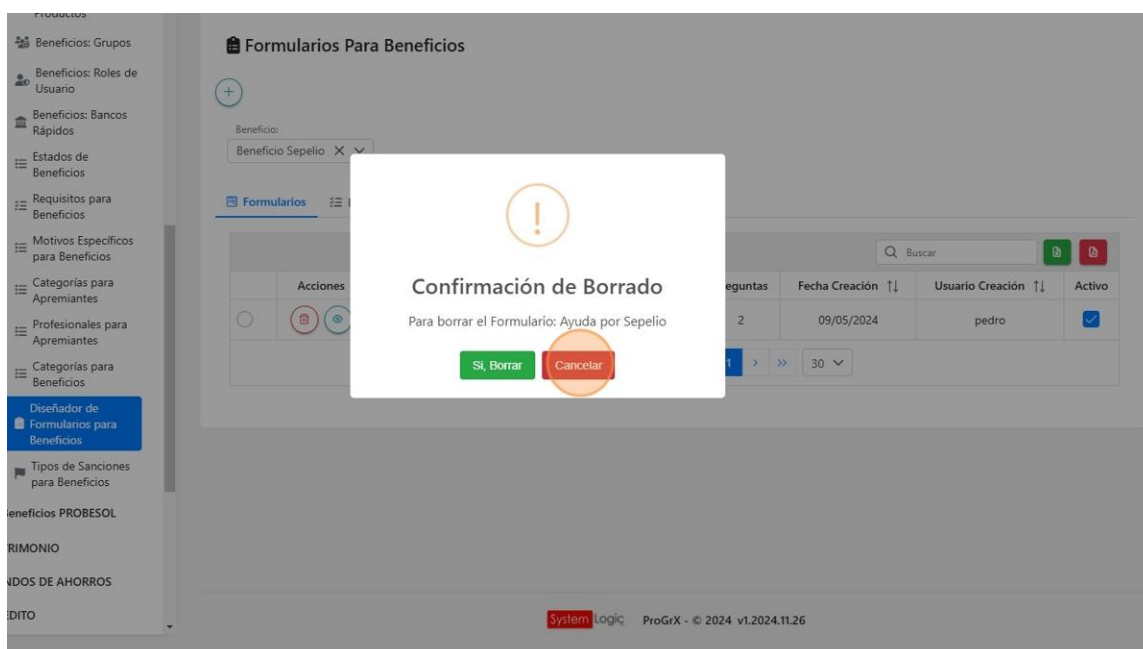 Productos
Beneficios: Grupos
Beneficios: Roles de
Usuario
Beneficios: Bancos
Rápidos
Estados de
Beneficios
Requisitos para
Beneficios
Motivos Específicos
para Beneficios
Categorías para
Apremiantes
Profesionales para
Apremiantes
Categorías para
Beneficios
Diseñador de
Formularios para
Beneficios
Tipos de Sanciones
para Beneficios
eneficios PROBESOL
RIMONIO
NDOS DE AHORROS
EDITO
Formularios Para Beneficios
Beneficio:
Beneficio Sepelio
Formularios
Buscar
Acciones
eguntas Fecha Creación Usuario Creación Activo
2 09/05/2024 pedro
1 > >> 30
Confirmación de Borrado
Para borrar el Formulario: Ayuda por Sepelio
Si, Borrar Cancelar
System Logic ProGrX - © 2024 v1.2024.11.26